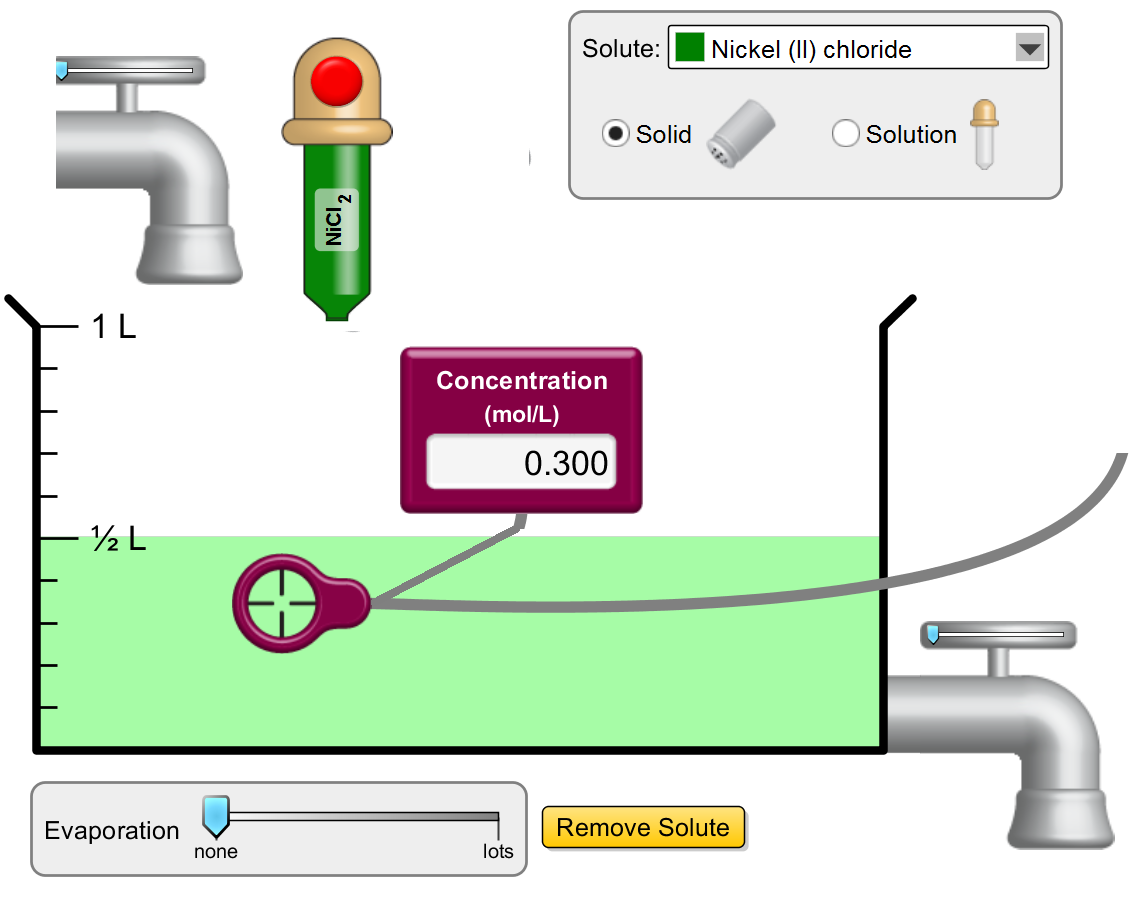 Solute: Nickel (II) chloride
Solid Solution
NiCl2
1 L
Concentration
(mol/L)
0.300
½ L
Evaporation
none lots
Remove Solute